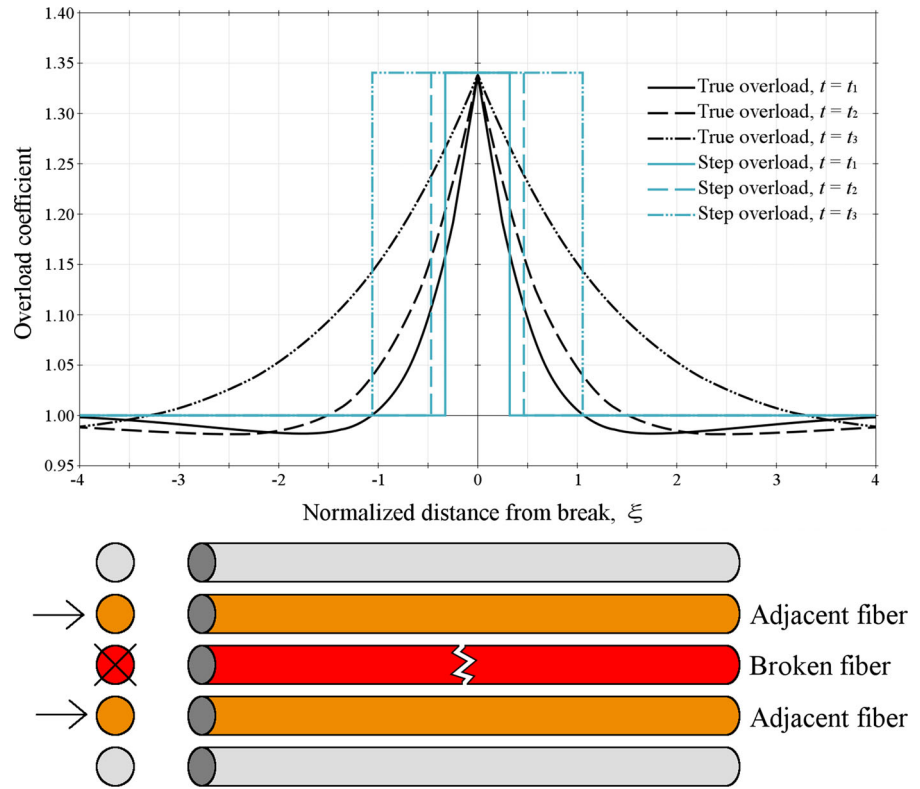 1.40
1.35
1.30
1.25
1.20
1.15
1.10
1.05
1.00
0.95
Overload coefficient
True overload, t = t₁
True overload, t = t₂
True overload, t = t₃
Step overload, t = t₁
Step overload, t = t₂
Step overload, t = t₃
-4 -3 -2 -1 0 1 2 3 4
Normalized distance from break, ξ
Adjacent fiber
Broken fiber
Adjacent fiber